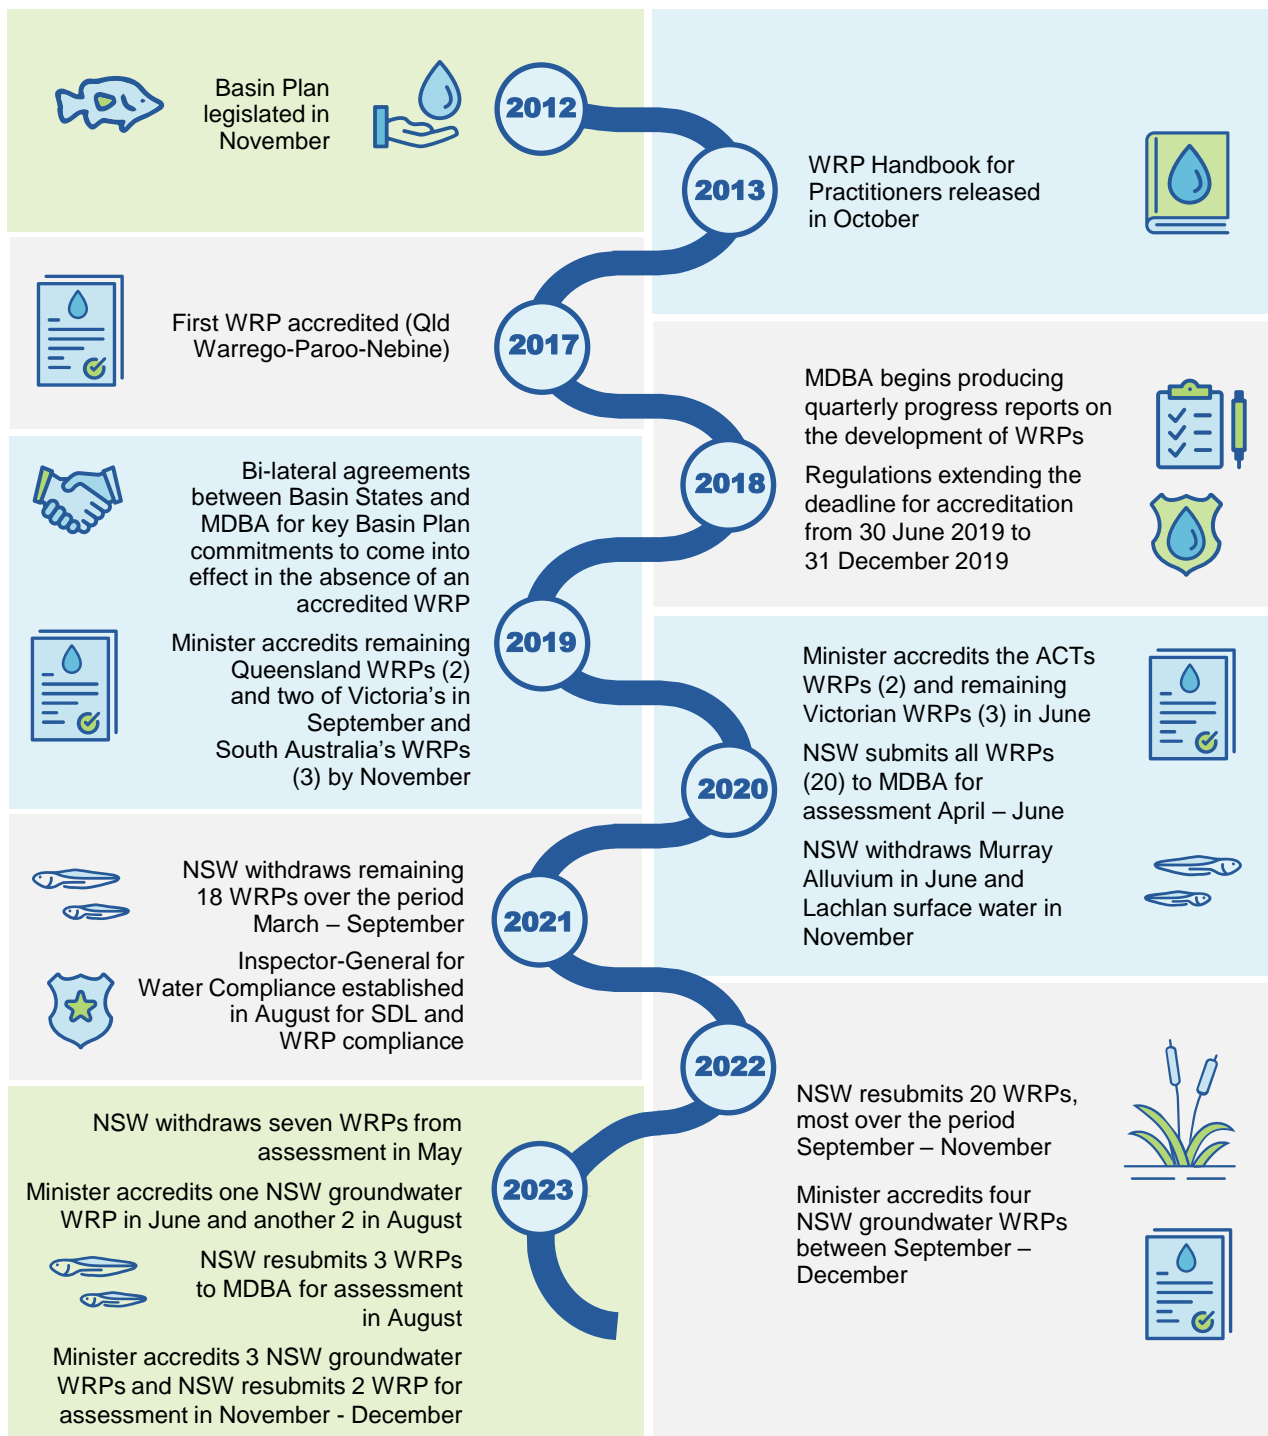 2012
Basin Plan
legislated in
November
2013
WRP Handbook for
Practitioners released
in October
2017
First WRP accredited (Qld
Warrego-Paroo-Nebine)
2018
MDBA begins producing
quarterly progress reports on
the development of WRPs
Regulations extending the
deadline for accreditation
from 30 June 2019 to
31 December 2019
2019
Bi-lateral agreements
between Basin States and
MDBA for key Basin Plan
commitments to come into
effect in the absence of an
accredited WRP
Minister accredits remaining
Queensland WRPs (2)
and two of Victoria's in
September and
South Australia's WRPs
(3) by November
2020
Minister accredits the ACTs
WRPs (2) and remaining
Victorian WRPs (3) in June
NSW submits all WRPs
(20) to MDBA for
assessment April – June
NSW withdraws Murray
Alluvium in June and
Lachlan surface water in
November
2021
NSW withdraws remaining
18 WRPs over the period
March – September
Inspector-General for
Water Compliance established
in August for SDL and
WRP compliance
2022
NSW resubmits 20 WRPs,
most over the period
September – November
Minister accredits four
NSW groundwater WRPs
between September –
December
2023
NSW withdraws seven WRPs from
assessment in May
Minister accredits one NSW groundwater
WRP in June and another 2 in August
NSW resubmits 3 WRPs
to MDBA for assessment
in August
Minister accredits 3 NSW groundwater
WRPs and NSW resubmits 2 WRP for
assessment in November - December